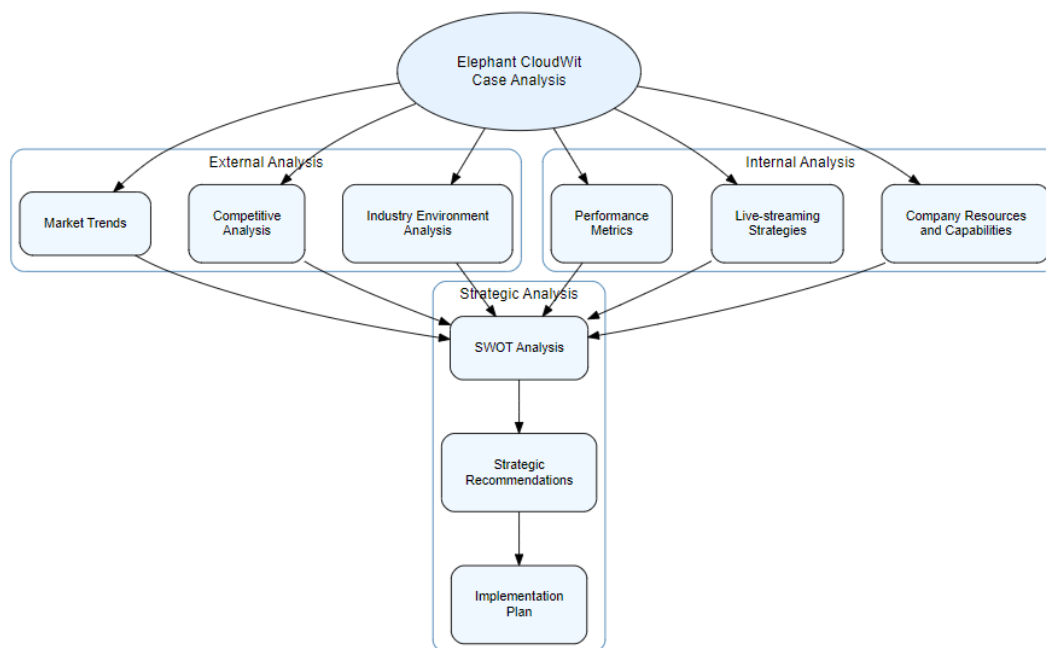 Elephant CloudWit
Case Analysis
External Analysis
Internal Analysis
Market Trends
Competitive
Analysis
Industry Environment
Analysis
Performance
Metrics
Live-streaming
Strategies
Company Resources
and Capabilities
Strategic Analysis
SWOT Analysis
Strategic
Recommendations
Implementation
Plan